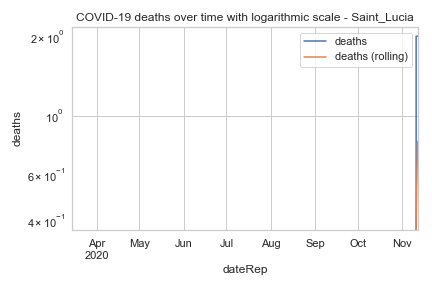 COVID-19 deaths over time with logarithmic scale - Saint_Lucia
deaths
deaths (rolling)
2 × 10⁰
10⁰
6 × 10⁻¹
4 × 10⁻¹
deaths
Apr
2020
May
Jun
Jul
Aug
Sep
Oct
Nov
dateRep